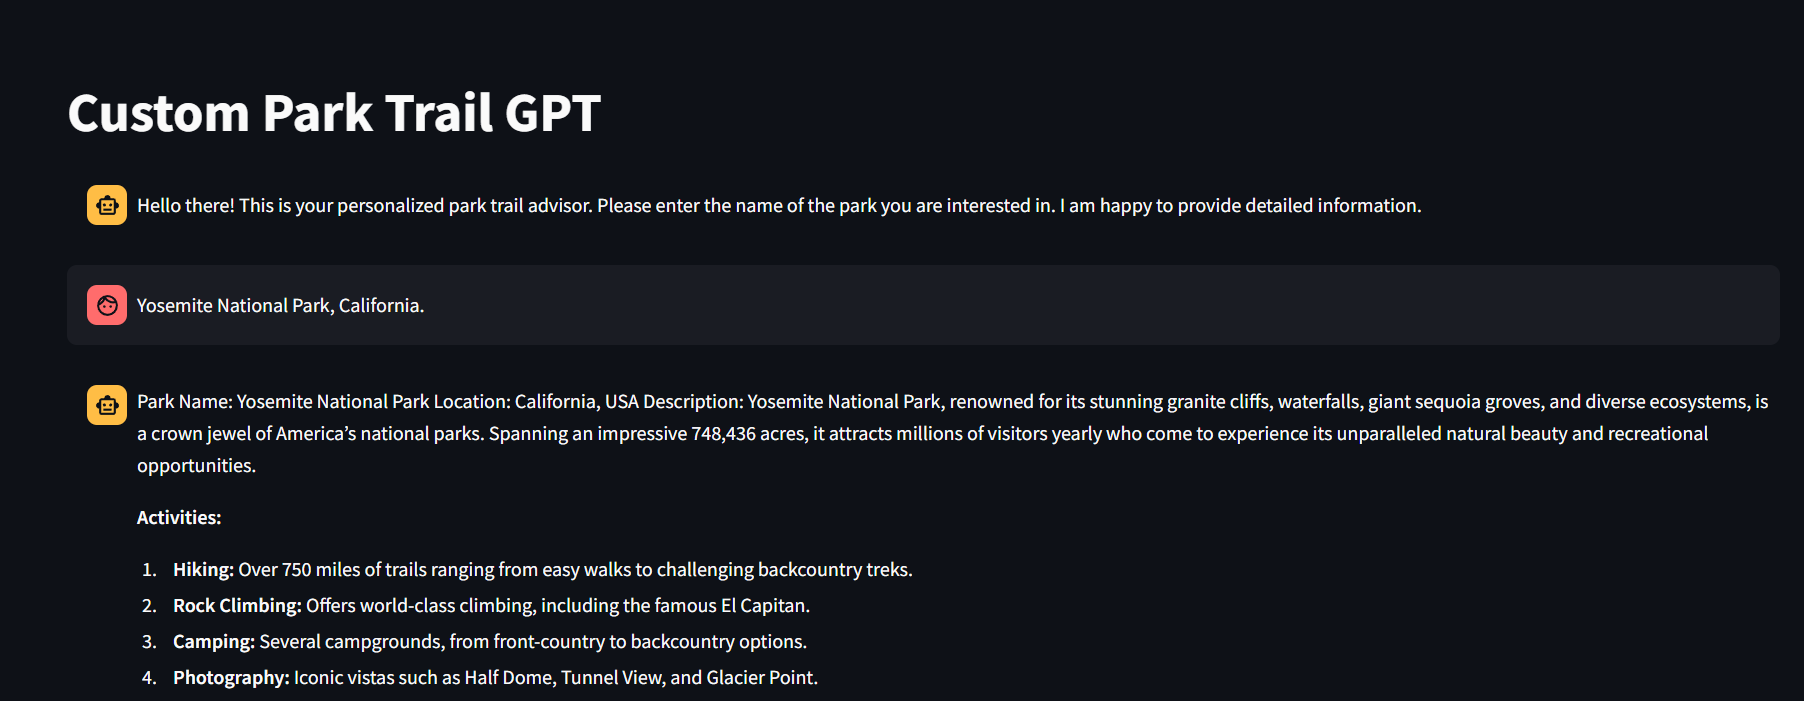 Custom Park Trail GPT
Hello there! This is your personalized park trail advisor. Please enter the name of the park you are interested in. I am happy to provide detailed information.
Yosemite National Park, California.
Park Name: Yosemite National Park Location: California, USA Description: Yosemite National Park, renowned for its stunning granite cliffs, waterfalls, giant sequoia groves, and diverse ecosystems, is
a crown jewel of America’s national parks. Spanning an impressive 748,436 acres, it attracts millions of visitors yearly who come to experience its unparalleled natural beauty and recreational
opportunities.
Activities:
1. Hiking: Over 750 miles of trails ranging from easy walks to challenging backcountry treks.
2. Rock Climbing: Offers world-class climbing, including the famous El Capitan.
3. Camping: Several campgrounds, from front-country to backcountry options.
4. Photography: Iconic vistas such as Half Dome, Tunnel View, and Glacier Point.